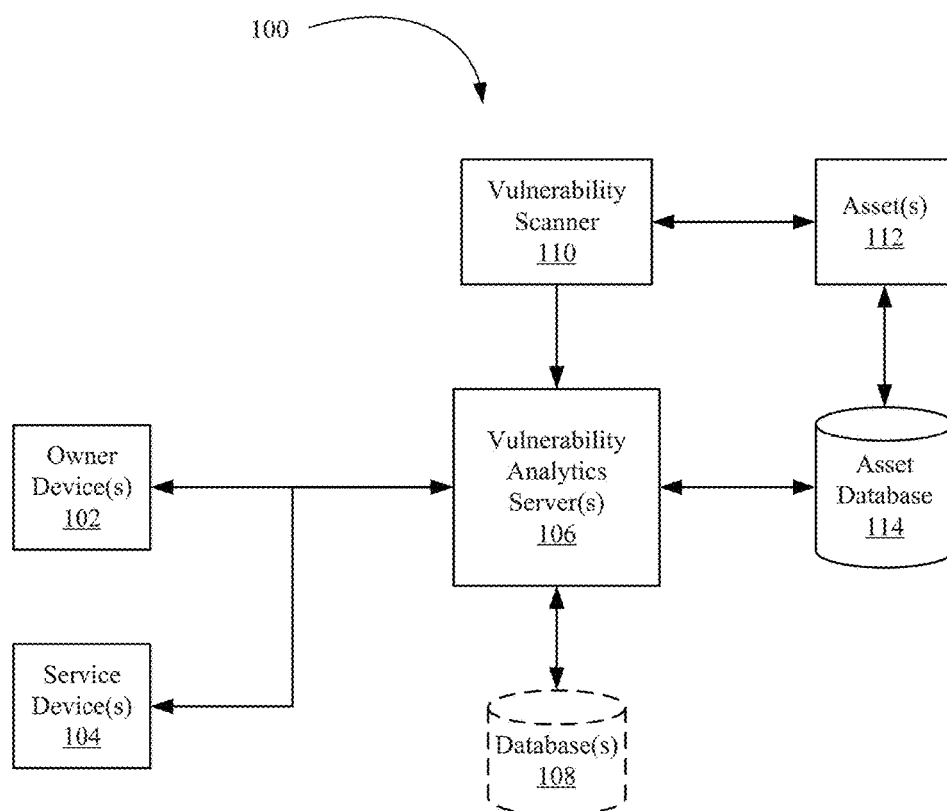 100
Vulnerability
Scanner
110
Asset(s)
112
Vulnerability
Analytics
Server(s)
106
Asset
Database
114
Owner
Device(s)
102
Service
Device(s)
104
Database(s)
108